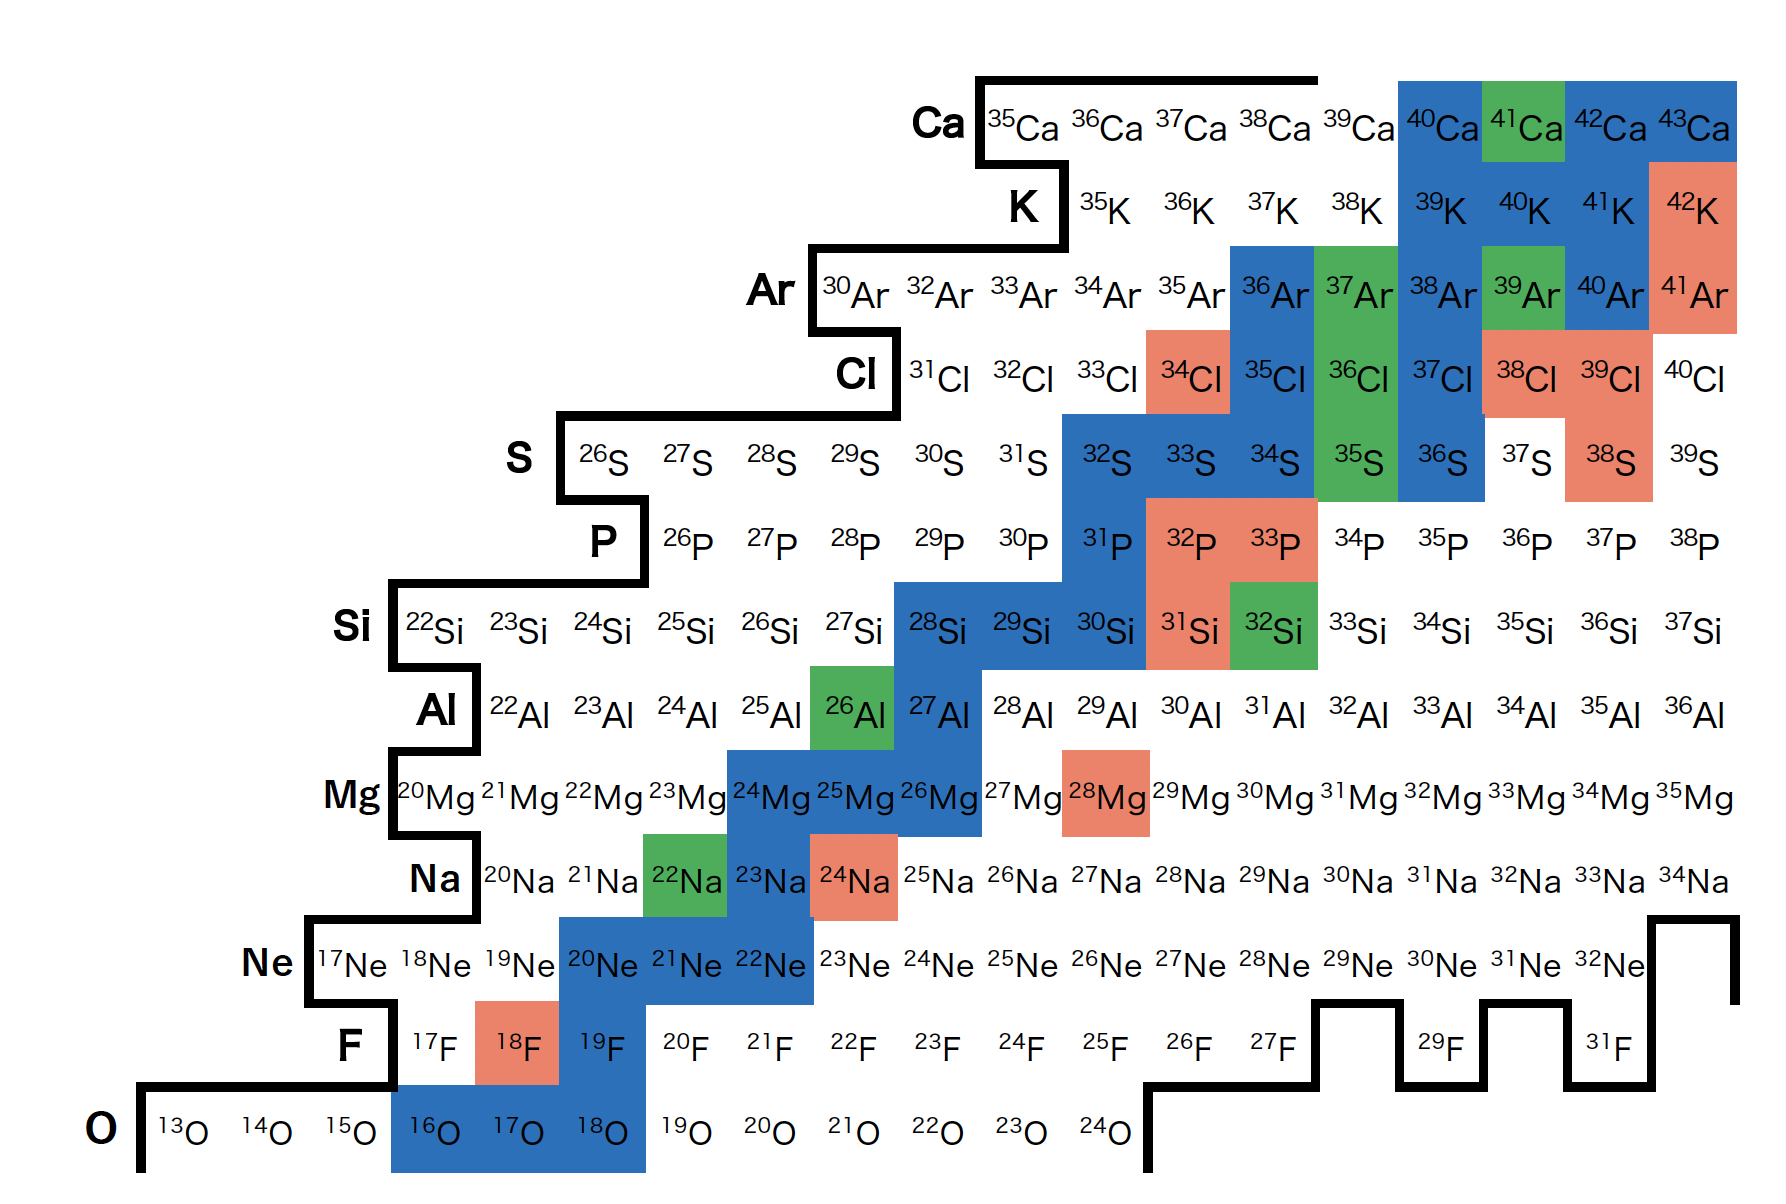 Ca ³⁵Ca ³⁶Ca ³⁷Ca ³⁸Ca ³⁹Ca ⁴⁰Ca ⁴¹Ca ⁴²Ca ⁴³Ca
K ³⁵K ³⁶K ³⁷K ³⁸K ³⁹K ⁴⁰K ⁴¹K ⁴²K
Ar ³⁰Ar ³²Ar ³³Ar ³⁴Ar ³⁵Ar ³⁶Ar ³⁷Ar ³⁸Ar ³⁹Ar ⁴⁰Ar ⁴¹Ar
Cl ³¹Cl ³²Cl ³³Cl ³⁴Cl ³⁵Cl ³⁶Cl ³⁷Cl ³⁸Cl ³⁹Cl ⁴⁰Cl
S ²⁶S ²⁷S ²⁸S ²⁹S ³⁰S ³¹S ³²S ³³S ³⁴S ³⁵S ³⁶S ³⁷S ³⁸S ³⁹S
P ²⁶P ²⁷P ²⁸P ²⁹P ³⁰P ³¹P ³²P ³³P ³⁴P ³⁵P ³⁶P ³⁷P ³⁸P
Si ²²Si ²³Si ²⁴Si ²⁵Si ²⁶Si ²⁷Si ²⁸Si ²⁹Si ³⁰Si ³¹Si ³²Si ³³Si ³⁴Si ³⁵Si ³⁶Si ³⁷Si
Al ²²Al ²³Al ²⁴Al ²⁵Al ²⁶Al ²⁷Al ²⁸Al ²⁹Al ³⁰Al ³¹Al ³²Al ³³Al ³⁴Al ³⁵Al ³⁶Al
Mg ²⁰Mg ²¹Mg ²²Mg ²³Mg ²⁴Mg ²⁵Mg ²⁶Mg ²⁷Mg ²⁸Mg ²⁹Mg ³⁰Mg ³¹Mg ³²Mg ³³Mg ³⁴Mg ³⁵Mg
Na ²⁰Na ²¹Na ²²Na ²³Na ²⁴Na ²⁵Na ²⁶Na ²⁷Na ²⁸Na ²⁹Na ³⁰Na ³¹Na ³²Na ³³Na ³⁴Na
Ne ¹⁷Ne ¹⁸Ne ¹⁹Ne ²⁰Ne ²¹Ne ²²Ne ²³Ne ²⁴Ne ²⁵Ne ²⁶Ne ²⁷Ne ²⁸Ne ²⁹Ne ³⁰Ne ³¹Ne ³²Ne
F ¹⁷F ¹⁸F ¹⁹F ²⁰F ²¹F ²²F ²³F ²⁴F ²⁵F ²⁶F ²⁷F ²⁹F ³¹F
O ¹³O ¹⁴O ¹⁵O ¹⁶O ¹⁷O ¹⁸O ¹⁹O ²⁰O ²¹O ²²O ²³O ²⁴O